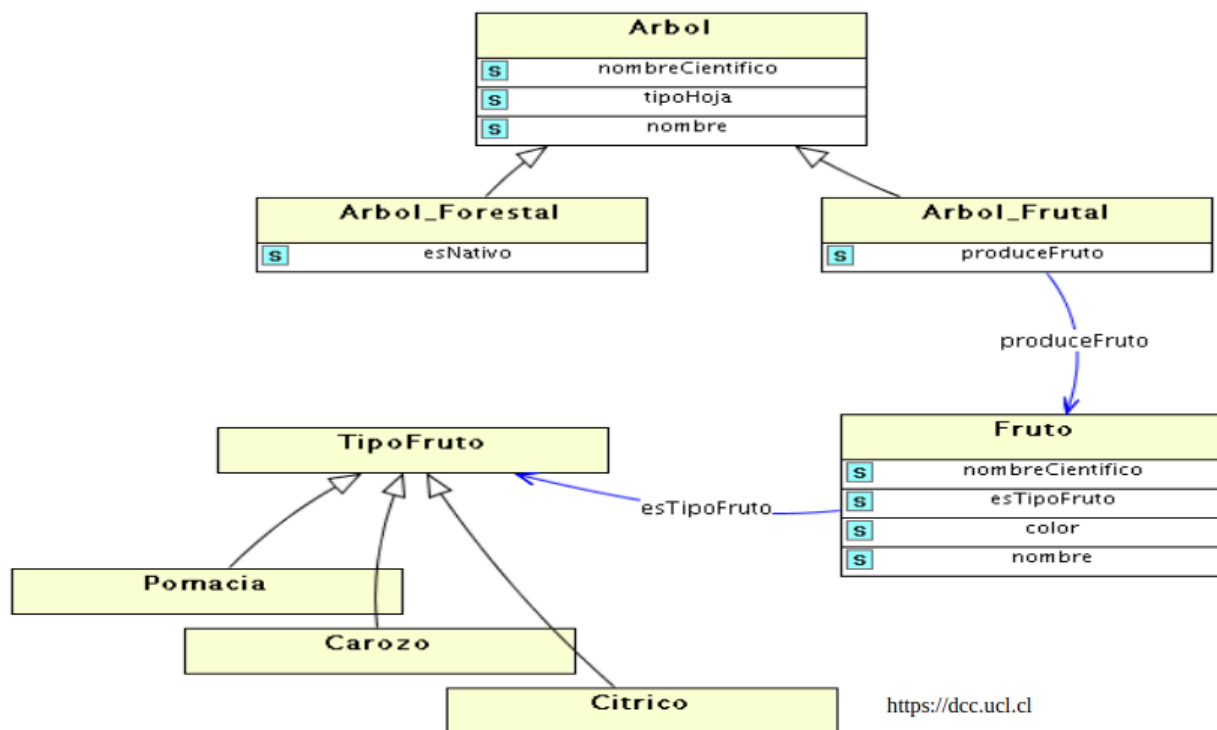 Arbol
S nombreCientifico
S tipoHoja
S nombre
Arbol_Forestal
S esNativo
Arbol_Frutal
S produceFruto
produceFruto
TipoFruto
Fruto
S nombreCientifico
S esTipoFruto
S color
S nombre
esTipoFruto
Pomacia
Carozo
Citrico
https://dcc.ucl.cl